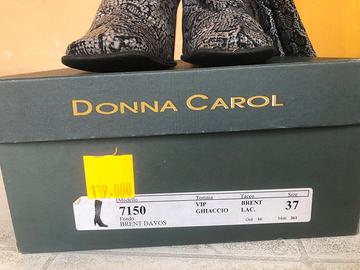 DONNA CAROL
139.000
Modello Tomaia Tacco Size
7150 VIP BRENT 37
Fondo GHIACCIO LAC.
BRENT DAVOS